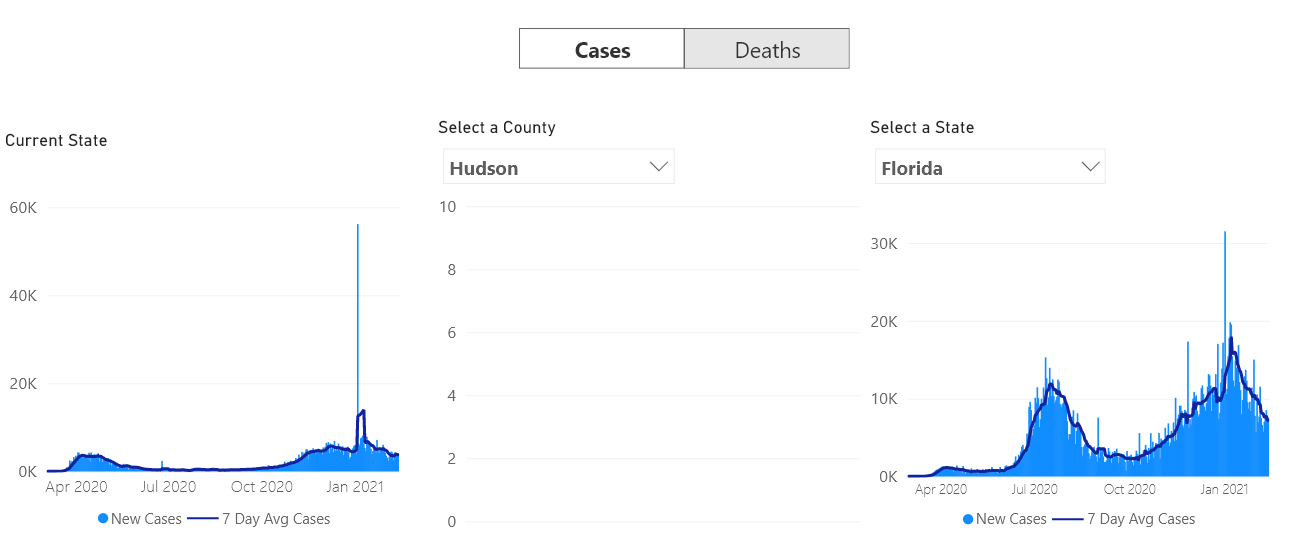 Cases Deaths
Current State
Select a County
Select a State
Hudson
Florida
60K
40K
20K
0K
Apr 2020 Jul 2020 Oct 2020 Jan 2021
New Cases 7 Day Avg Cases
10
8
6
4
2
0
30K
20K
10K
0K
Apr 2020 Jul 2020 Oct 2020 Jan 2021
New Cases 7 Day Avg Cases